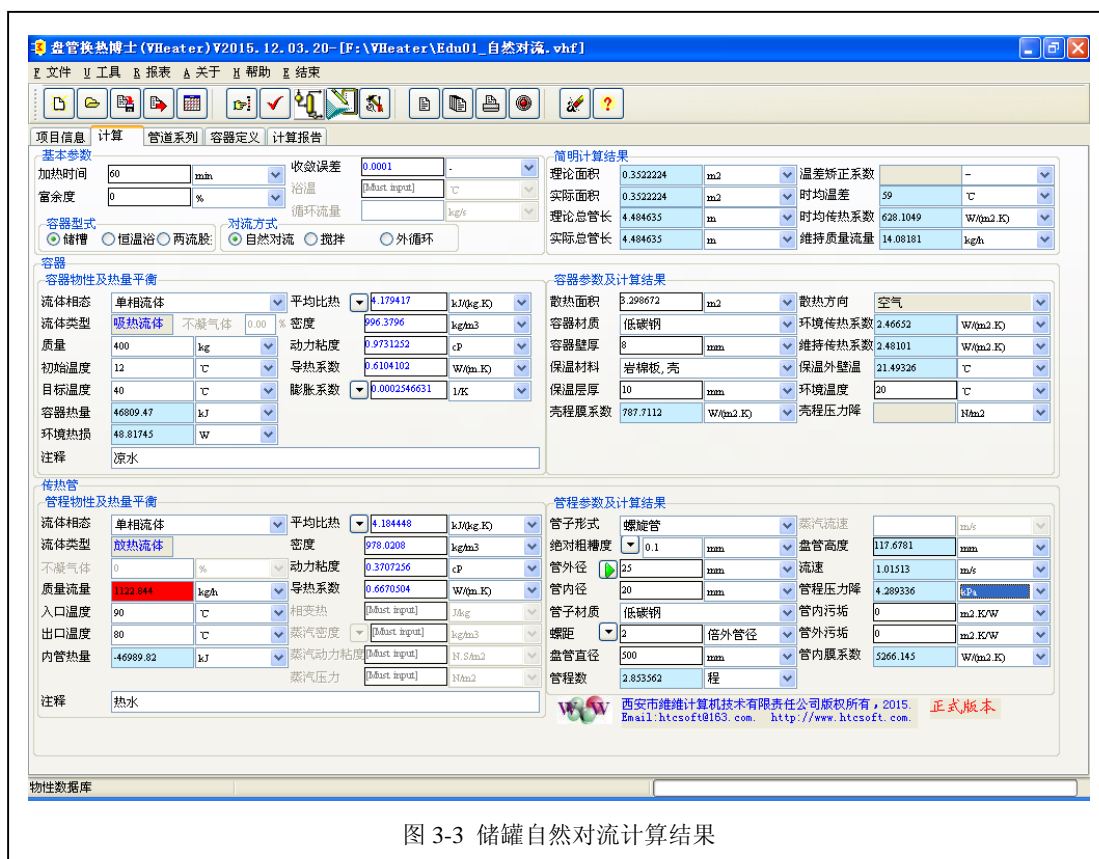 盘管换热博士(VHeater)V2015.12.03.20-[F:\VHeater\Edu01_自然对流.vhf]
F 文件 U 工具 R 报表 A 关于 H 帮助 E 结束
项目信息 计算 管道系列 容器定义 计算报告
基本参数
加热时间 60 min 收敛误差 0.0001 -
浴温 [Must input] ℃
富余度 0 %
循环流量 kg/s
容器型式 对流方式
储槽 恒温浴 两流股 自然对流 搅拌 外循环
简明计算结果
理论面积 0.3522224 m2 温差矫正系数 -
实际面积 0.3522224 m2 时均温差 59 ℃
理论总管长 4.484635 m 时均传热系数 628.1049 W/(m2.K)
实际总管长 4.484635 m 维持质量流量 14.08181 kg/h
容器
容器物性及热量平衡
流体相态 单相流体 平均比热 4.179417 kJ/(kg.K)
流体类型 吸热流体 不凝气体 0.00 % 密度 996.3796 kg/m3
质量 400 kg 动力粘度 0.9731252 cP
初始温度 12 ℃ 导热系数 0.6104102 W/(m.K)
目标温度 40 ℃ 膨胀系数 0.0002546631 1/K
容器热量 46809.47 kJ
环境热损 48.81745 W
注释 凉水
容器参数及计算结果
散热面积 3.298672 m2 散热方向 空气
容器材质 低碳钢 环境传热系数 2.46652 W/(m2.K)
容器壁厚 8 mm 维持传热系数 2.48101 W/(m2.K)
保温材料 岩棉板,壳 保温外壁温 21.49326 ℃
保温层厚 10 mm 环境温度 20 ℃
壳程膜系数 787.7112 W/(m2.K) 壳程压力降 N/m2
传热管
管程物性及热量平衡
流体相态 单相流体 平均比热 4.184448 kJ/(kg.K)
流体类型 放热流体 密度 978.0208 kg/m3
不凝气体 0 % 动力粘度 0.3707256 cP
质量流量 1122.844 kg/h 导热系数 0.6670504 W/(m.K)
入口温度 90 ℃ 相变热 [Must input] J/kg
出口温度 80 ℃ 蒸汽密度 [Must input] kg/m3
内管热量 -46989.82 kJ 蒸汽动力粘度 [Must input] N.S/m2
蒸汽压力 [Must input] N/m2
注释 热水
管程参数及计算结果
管子形式 螺旋管 蒸汽流速 m/s
绝对粗糙度 0.1 mm 盘管高度 117.6781 mm
管外径 25 mm 流速 1.01513 m/s
管内径 20 mm 管程压力降 4.289336 kPa
管子材质 低碳钢 管内污垢 0 m2.K/W
螺距 2 倍外管径 管外污垢 0 m2.K/W
盘管直径 500 mm 管内膜系数 5266.145 W/(m2.K)
管程数 2.853562 程
WW 西安市维维计算机技术有限责任公司版权所有，2015. 正式版本
Email:htcsoft@163.com. http://www.htcsoft.com.
物性数据库
图 3-3 储罐自然对流计算结果